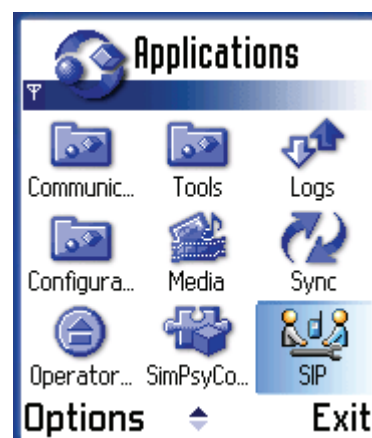 Applications
Communic... Tools Logs
Configura... Media Sync
Operator... SimPsyCo... SIP
Options Exit